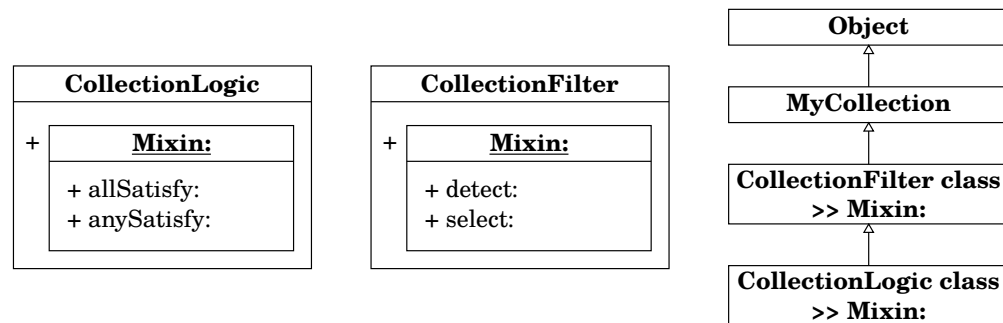 CollectionLogic
+
Mixin:
+ allSatisfy:
+ anySatisfy:
CollectionFilter
+
Mixin:
+ detect:
+ select:
Object
MyCollection
CollectionFilter class
>> Mixin:
CollectionLogic class
>> Mixin: